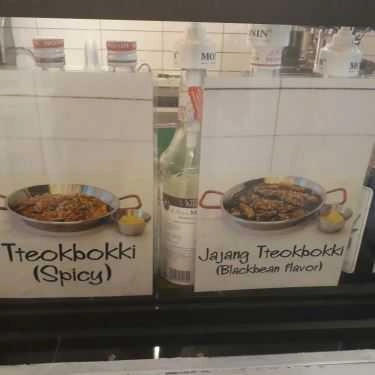 Tteokbokki
(Spicy)
Jajang Tteokbokki
(Blackbean flavor)